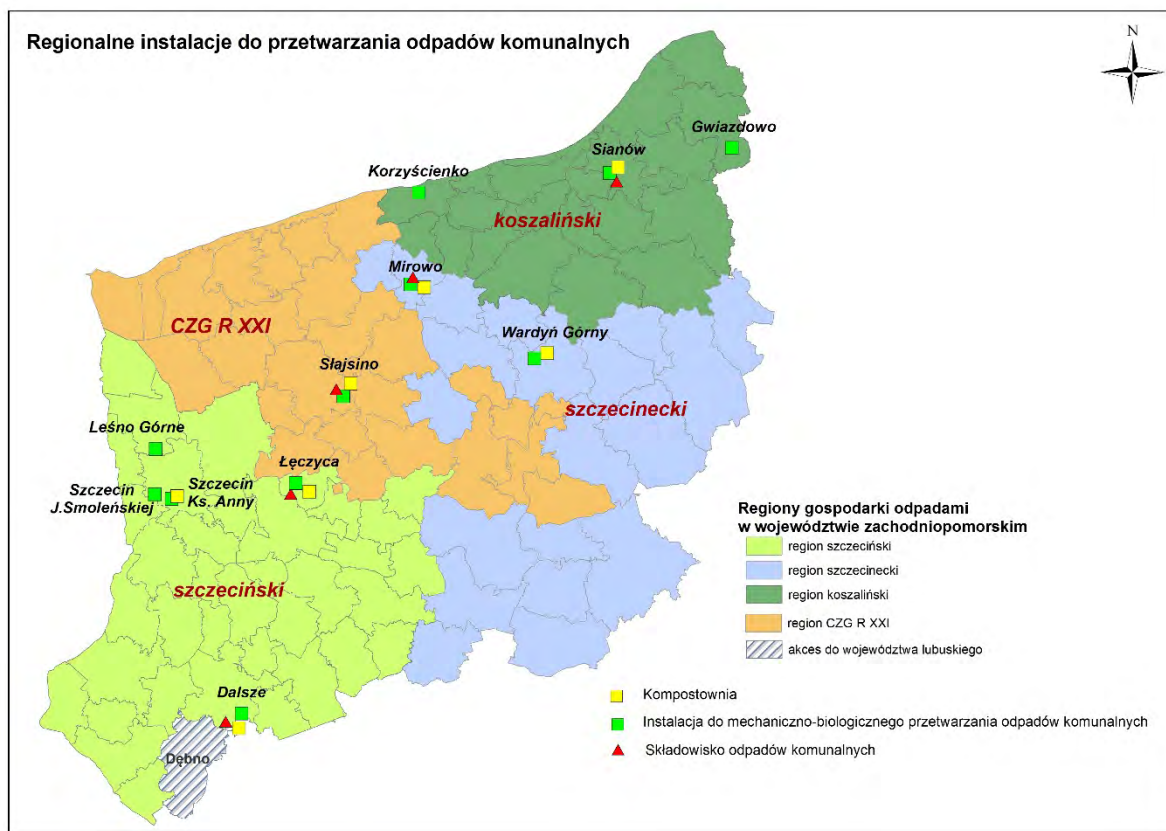 Regionalne instalacje do przetwarzania odpadów komunalnych
N
Gwiazdowo
Sianów
Korzyścienko
koszaliński
Mirowo
CZG R XXI
Wardyń Górny
Słajsino
szczecinecki
Leśno Górne
Łęczyca
Szczecin
J.Smoleńskiej
Szczecin
Ks. Anny
szczeciński
Dalsze
Dębno
Regiony gospodarki odpadami
w województwie zachodniopomorskim
region szczeciński
region szczecinecki
region koszaliński
region CZG R XXI
akces do województwa lubuskiego
Kompostownia
Instalacja do mechaniczno-biologicznego przetwarzania odpadów komunalnych
Składowisko odpadów komunalnych